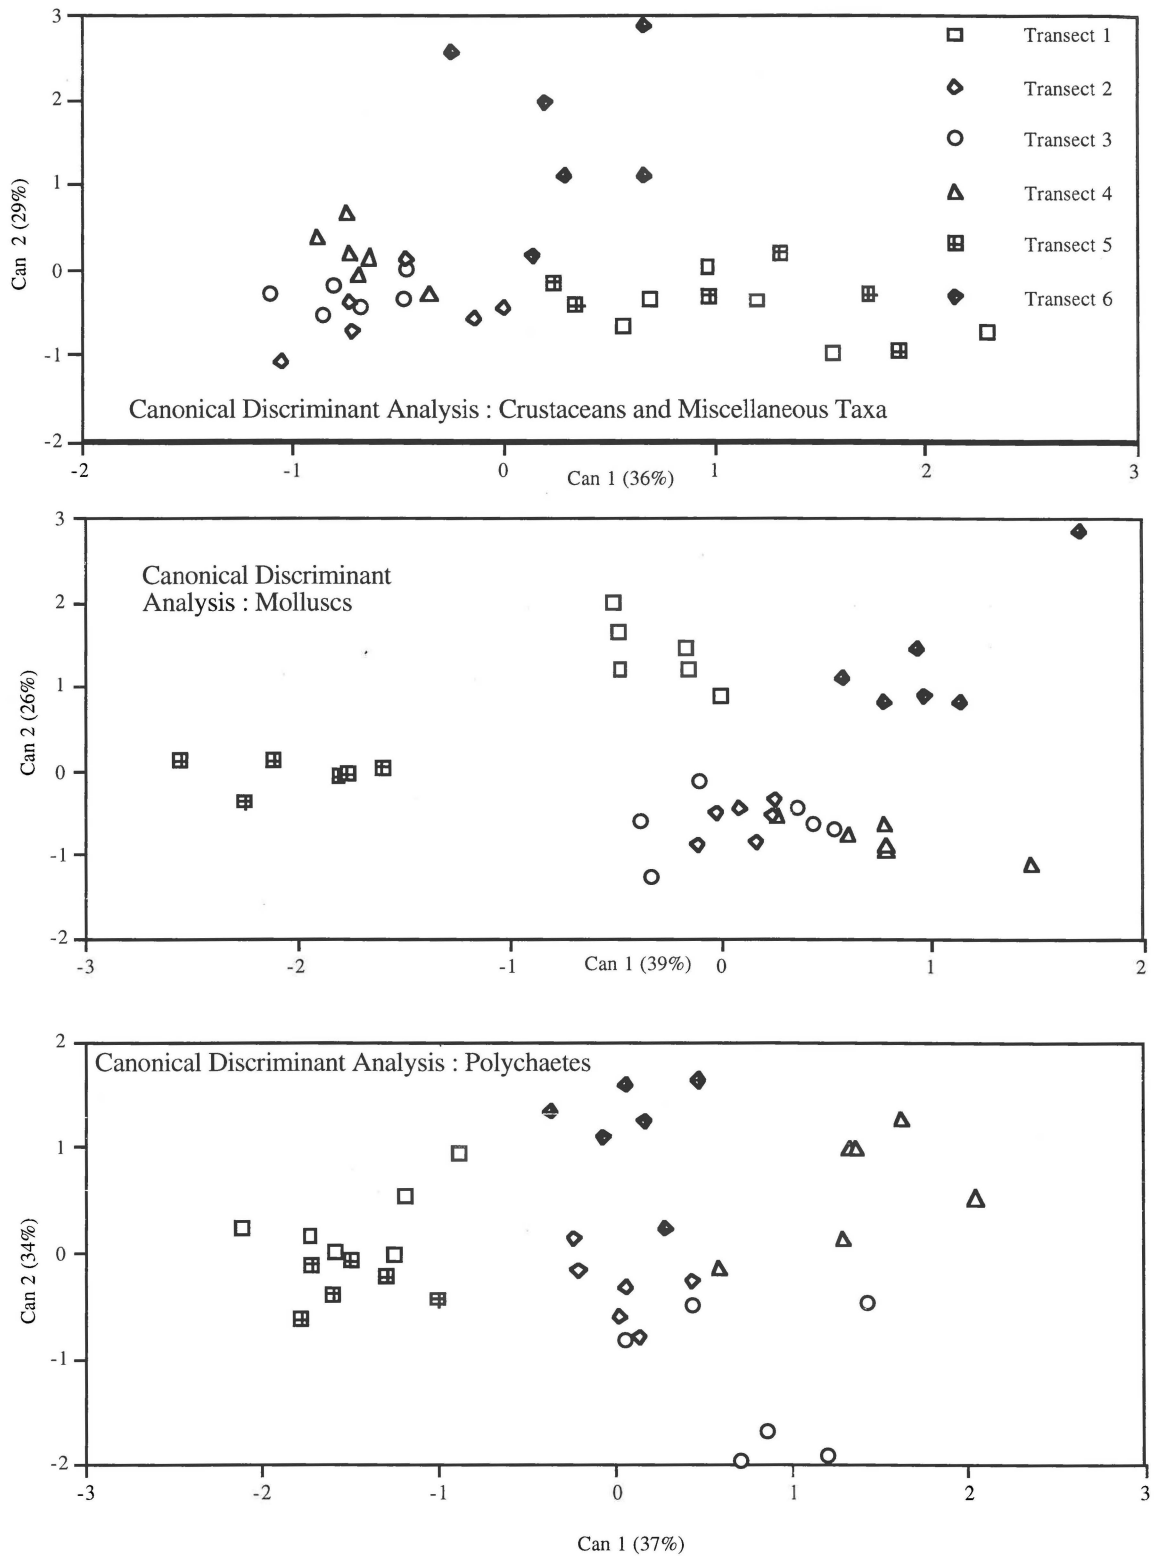 3
2
1
0
-1
-2
Can 2 (29%)
Transect 1
Transect 2
Transect 3
Transect 4
Transect 5
Transect 6
Canonical Discriminant Analysis : Crustaceans and Miscellaneous Taxa
-2 -1 0 1 2 3
Can 1 (36%)
3
2
1
0
-1
-2
Can 2 (26%)
Canonical Discriminant
Analysis : Molluscs
-3 -2 -1 Can 1 (39%) 0 1 2
2
1
0
-1
-2
Can 2 (34%)
Canonical Discriminant Analysis : Polychaetes
-3 -2 -1 0 1 2 3
Can 1 (37%)